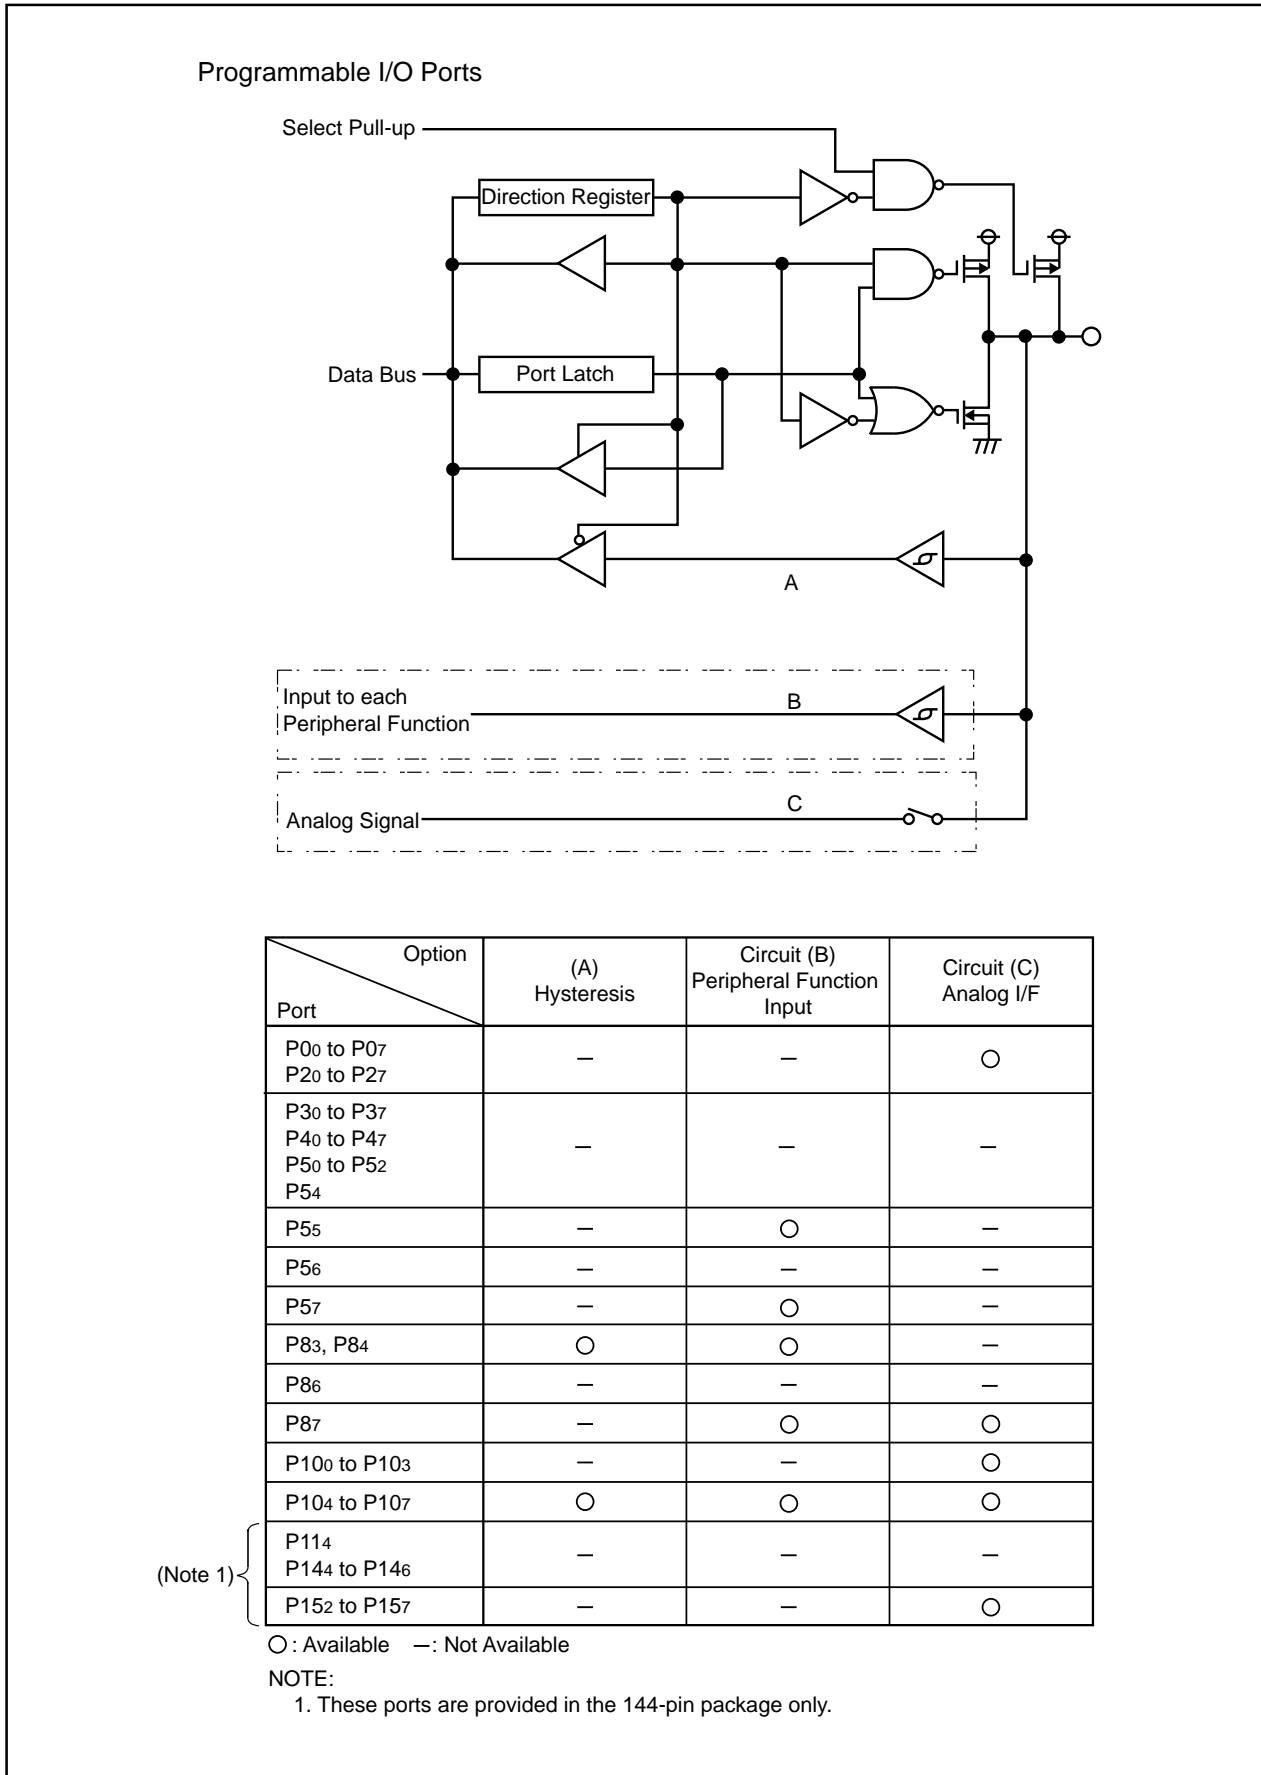 Programmable I/O Ports
Select Pull-up
Direction Register
Data Bus
Port Latch
A
Input to each
Peripheral Function
B
Analog Signal
C
Option
Port
(A)
Hysteresis
Circuit (B)
Peripheral Function
Input
Circuit (C)
Analog I/F
P00 to P07
P20 to P27
– – ○
P30 to P37
P40 to P47
P50 to P52
P54
– – –
P55 – ○ –
P56 – – –
P57 – ○ –
P83, P84 ○ ○ –
P86 – – –
P87 – ○ ○
P100 to P103 – – ○
P104 to P107 ○ ○ ○
(Note 1)
P114
P144 to P146
– – –
P152 to P157 – – ○
○ : Available –: Not Available
NOTE:
1. These ports are provided in the 144-pin package only.